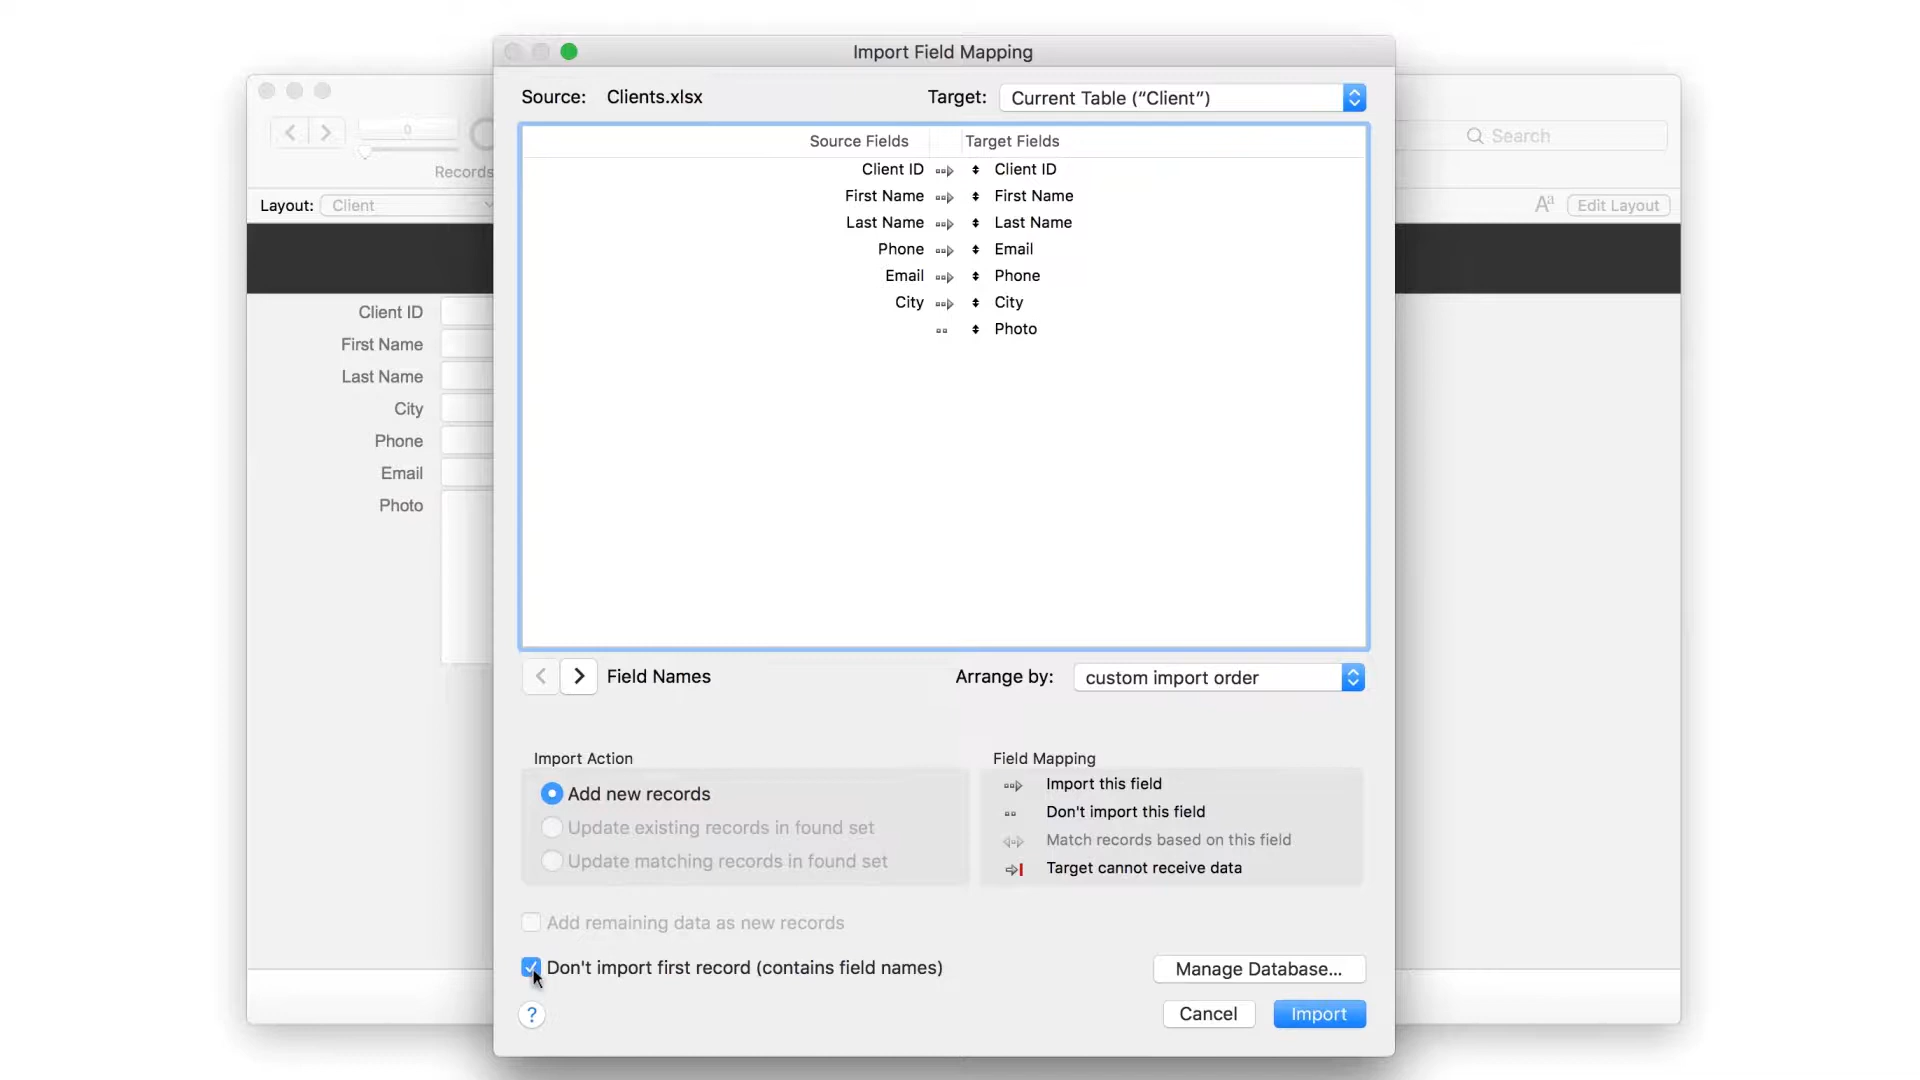 Import Field Mapping
Source: Clients.xlsx
Target: Current Table (“Client”)
Source Fields Target Fields
Client ID Client ID
First Name First Name
Last Name Last Name
Phone Email
Email Phone
City City
Photo
Field Names
Arrange by: custom import order
Import Action
Add new records
Update existing records in found set
Update matching records in found set
Field Mapping
Import this field
Don't import this field
Match records based on this field
Target cannot receive data
Add remaining data as new records
Don't import first record (contains field names)
Manage Database...
?
Cancel
Import
0
Records
Layout: Client
Client ID
First Name
Last Name
City
Phone
Email
Photo
Search
Aa
Edit Layout